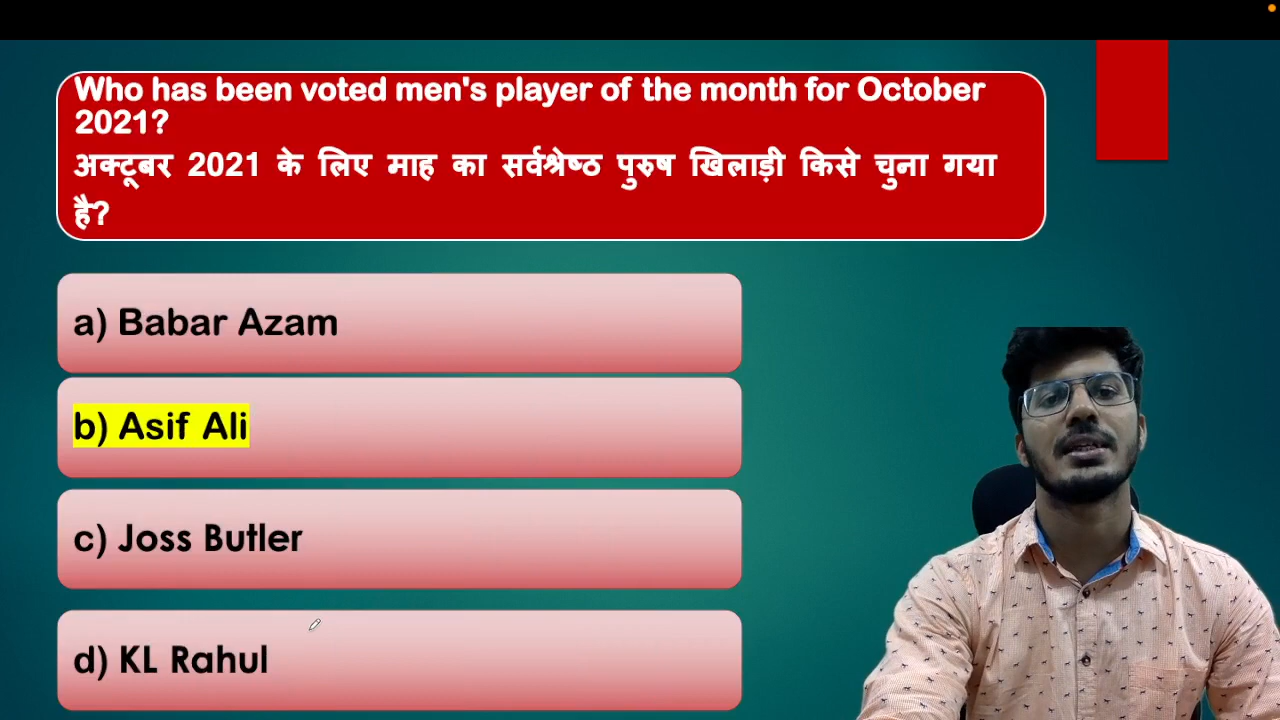 Who has been voted men's player of the month for October
2021?
अक्टूबर 2021 के लिए माह का सर्वश्रेष्ठ पुरुष खिलाड़ी किसे चुना गया
है?
a) Babar Azam
b) Asif Ali
c) Joss Butler
d) KL Rahul